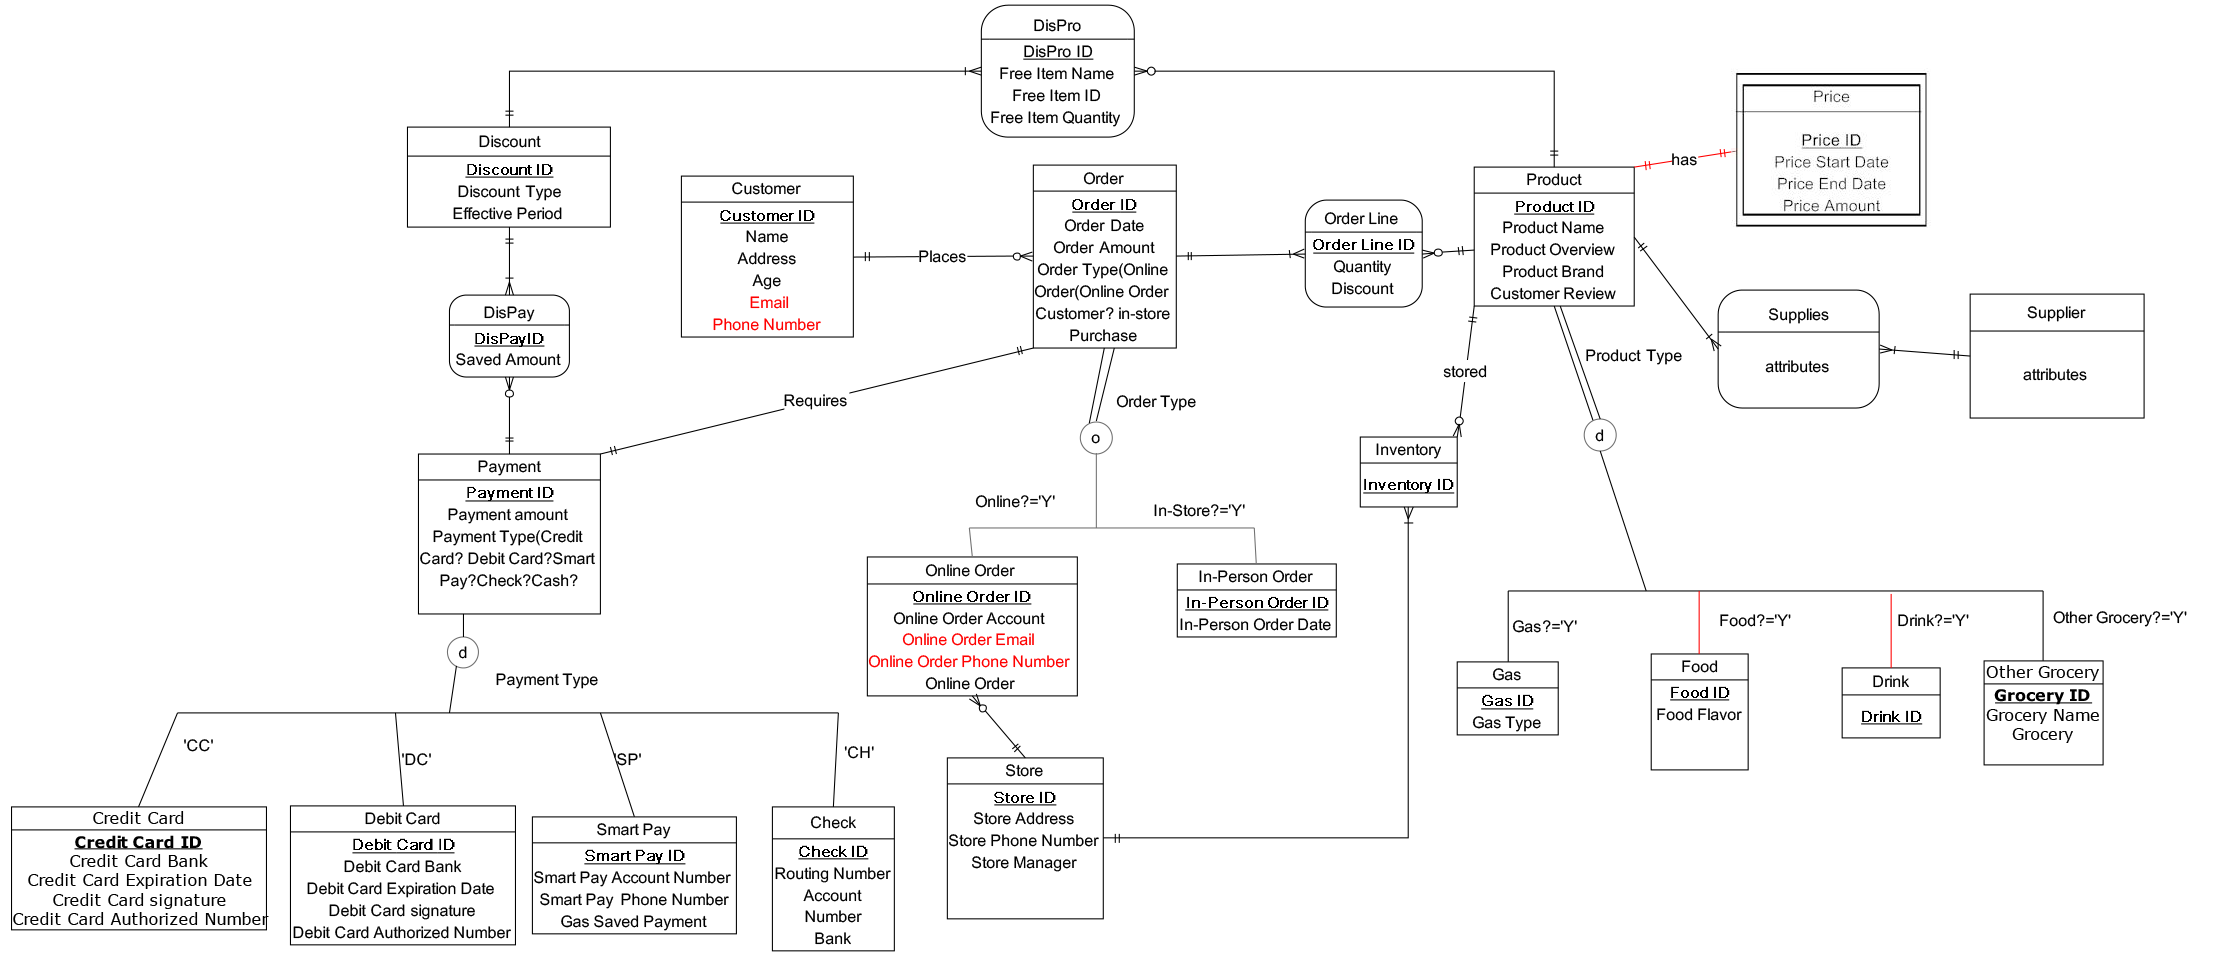 DisPro
DisPro ID
Free Item Name
Free Item ID
Free Item Quantity
Discount
Discount ID
Discount Type
Effective Period
Customer
Customer ID
Name
Address
Age
Email
Phone Number
Places
Order
Order ID
Order Date
Order Amount
Order Type(Online
Order(Online Order
Customer? in-store
Purchase
Order Line
Order Line ID
Quantity
Discount
Product
Product ID
Product Name
Product Overview
Product Brand
Customer Review
has
Price
Price ID
Price Start Date
Price End Date
Price Amount
DisPay
DisPayID
Saved Amount
Requires
Order Type
o
stored
Product Type
d
Supplies
attributes
Supplier
attributes
Payment
Payment ID
Payment amount
Payment Type(Credit
Card? Debit Card?Smart
Pay?Check?Cash?
Inventory
Inventory ID
Online?='Y'
In-Store?='Y'
Online Order
Online Order ID
Online Order Account
Online Order Email
Online Order Phone Number
Online Order
In-Person Order
In-Person Order ID
In-Person Order Date
Gas?='Y'
Food?='Y'
Drink?='Y'
Other Grocery?='Y'
Gas
Gas ID
Gas Type
Food
Food ID
Food Flavor
Drink
Drink ID
Other Grocery
Grocery ID
Grocery Name
Grocery
d
Payment Type
'CC'
'DC'
'SP'
'CH'
Credit Card
Credit Card ID
Credit Card Bank
Credit Card Expiration Date
Credit Card signature
Credit Card Authorized Number
Debit Card
Debit Card ID
Debit Card Bank
Debit Card Expiration Date
Debit Card signature
Debit Card Authorized Number
Smart Pay
Smart Pay ID
Smart Pay Account Number
Smart Pay  Phone Number
Gas Saved Payment
Check
Check ID
Routing Number
Account
Number
Bank
Store
Store ID
Store Address
Store Phone Number
Store Manager